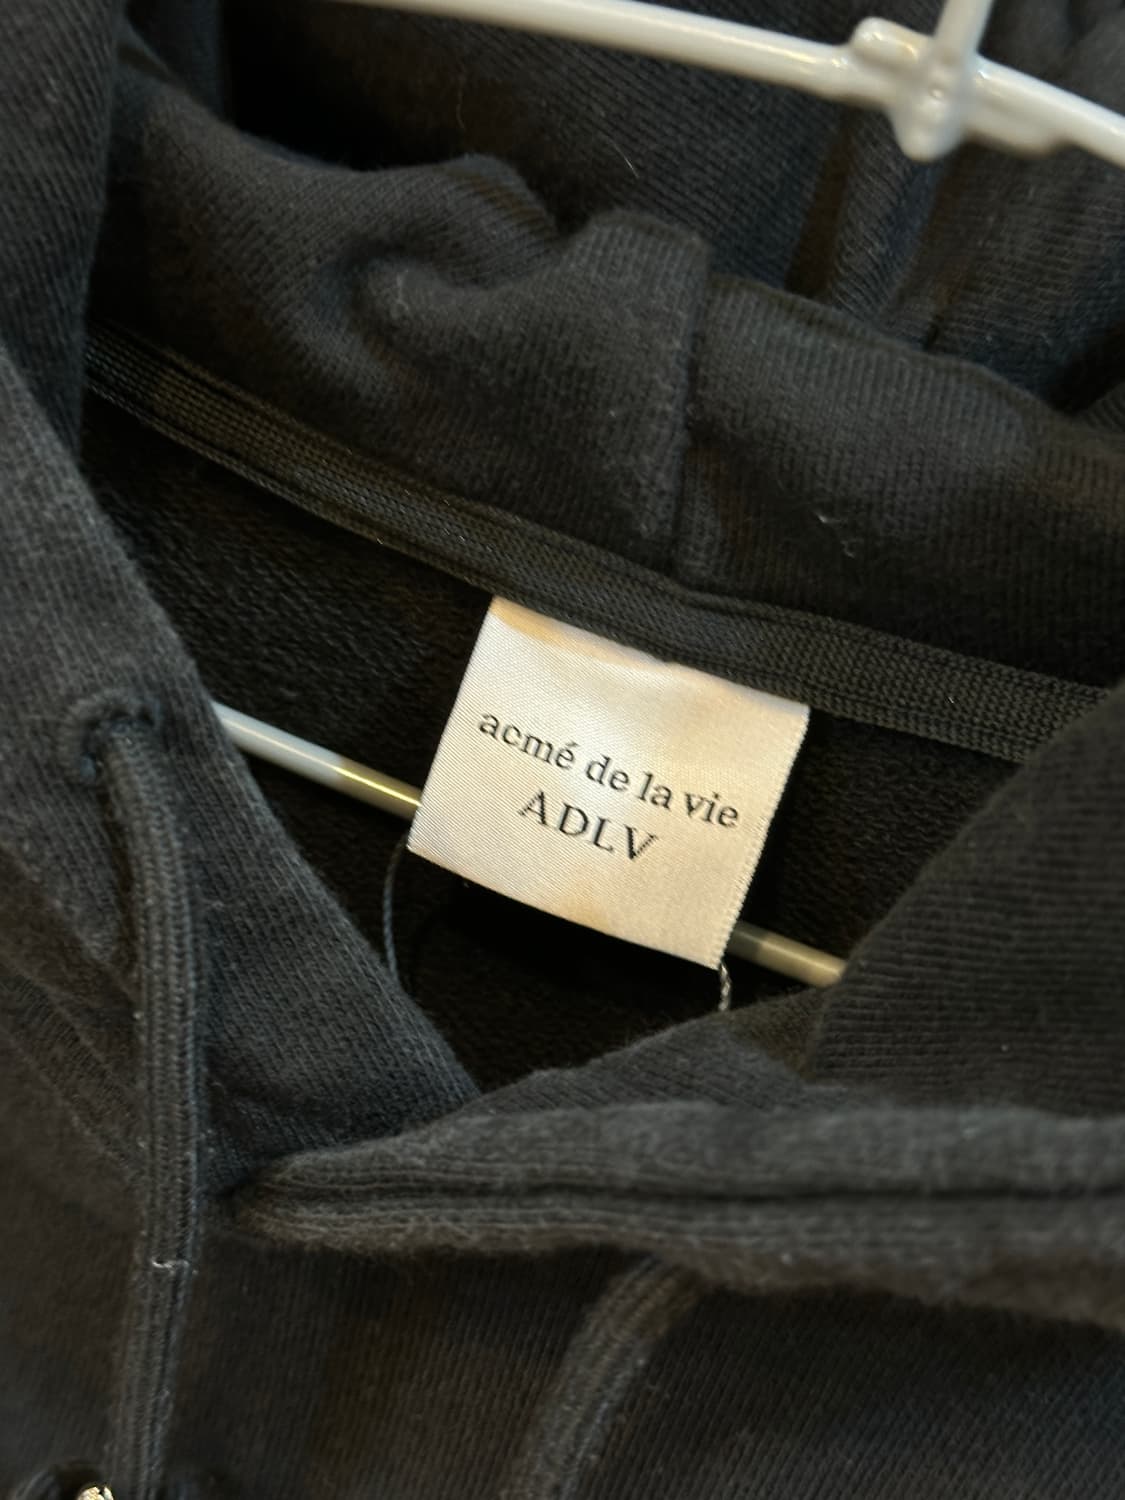 acmé de la vie
ADLV